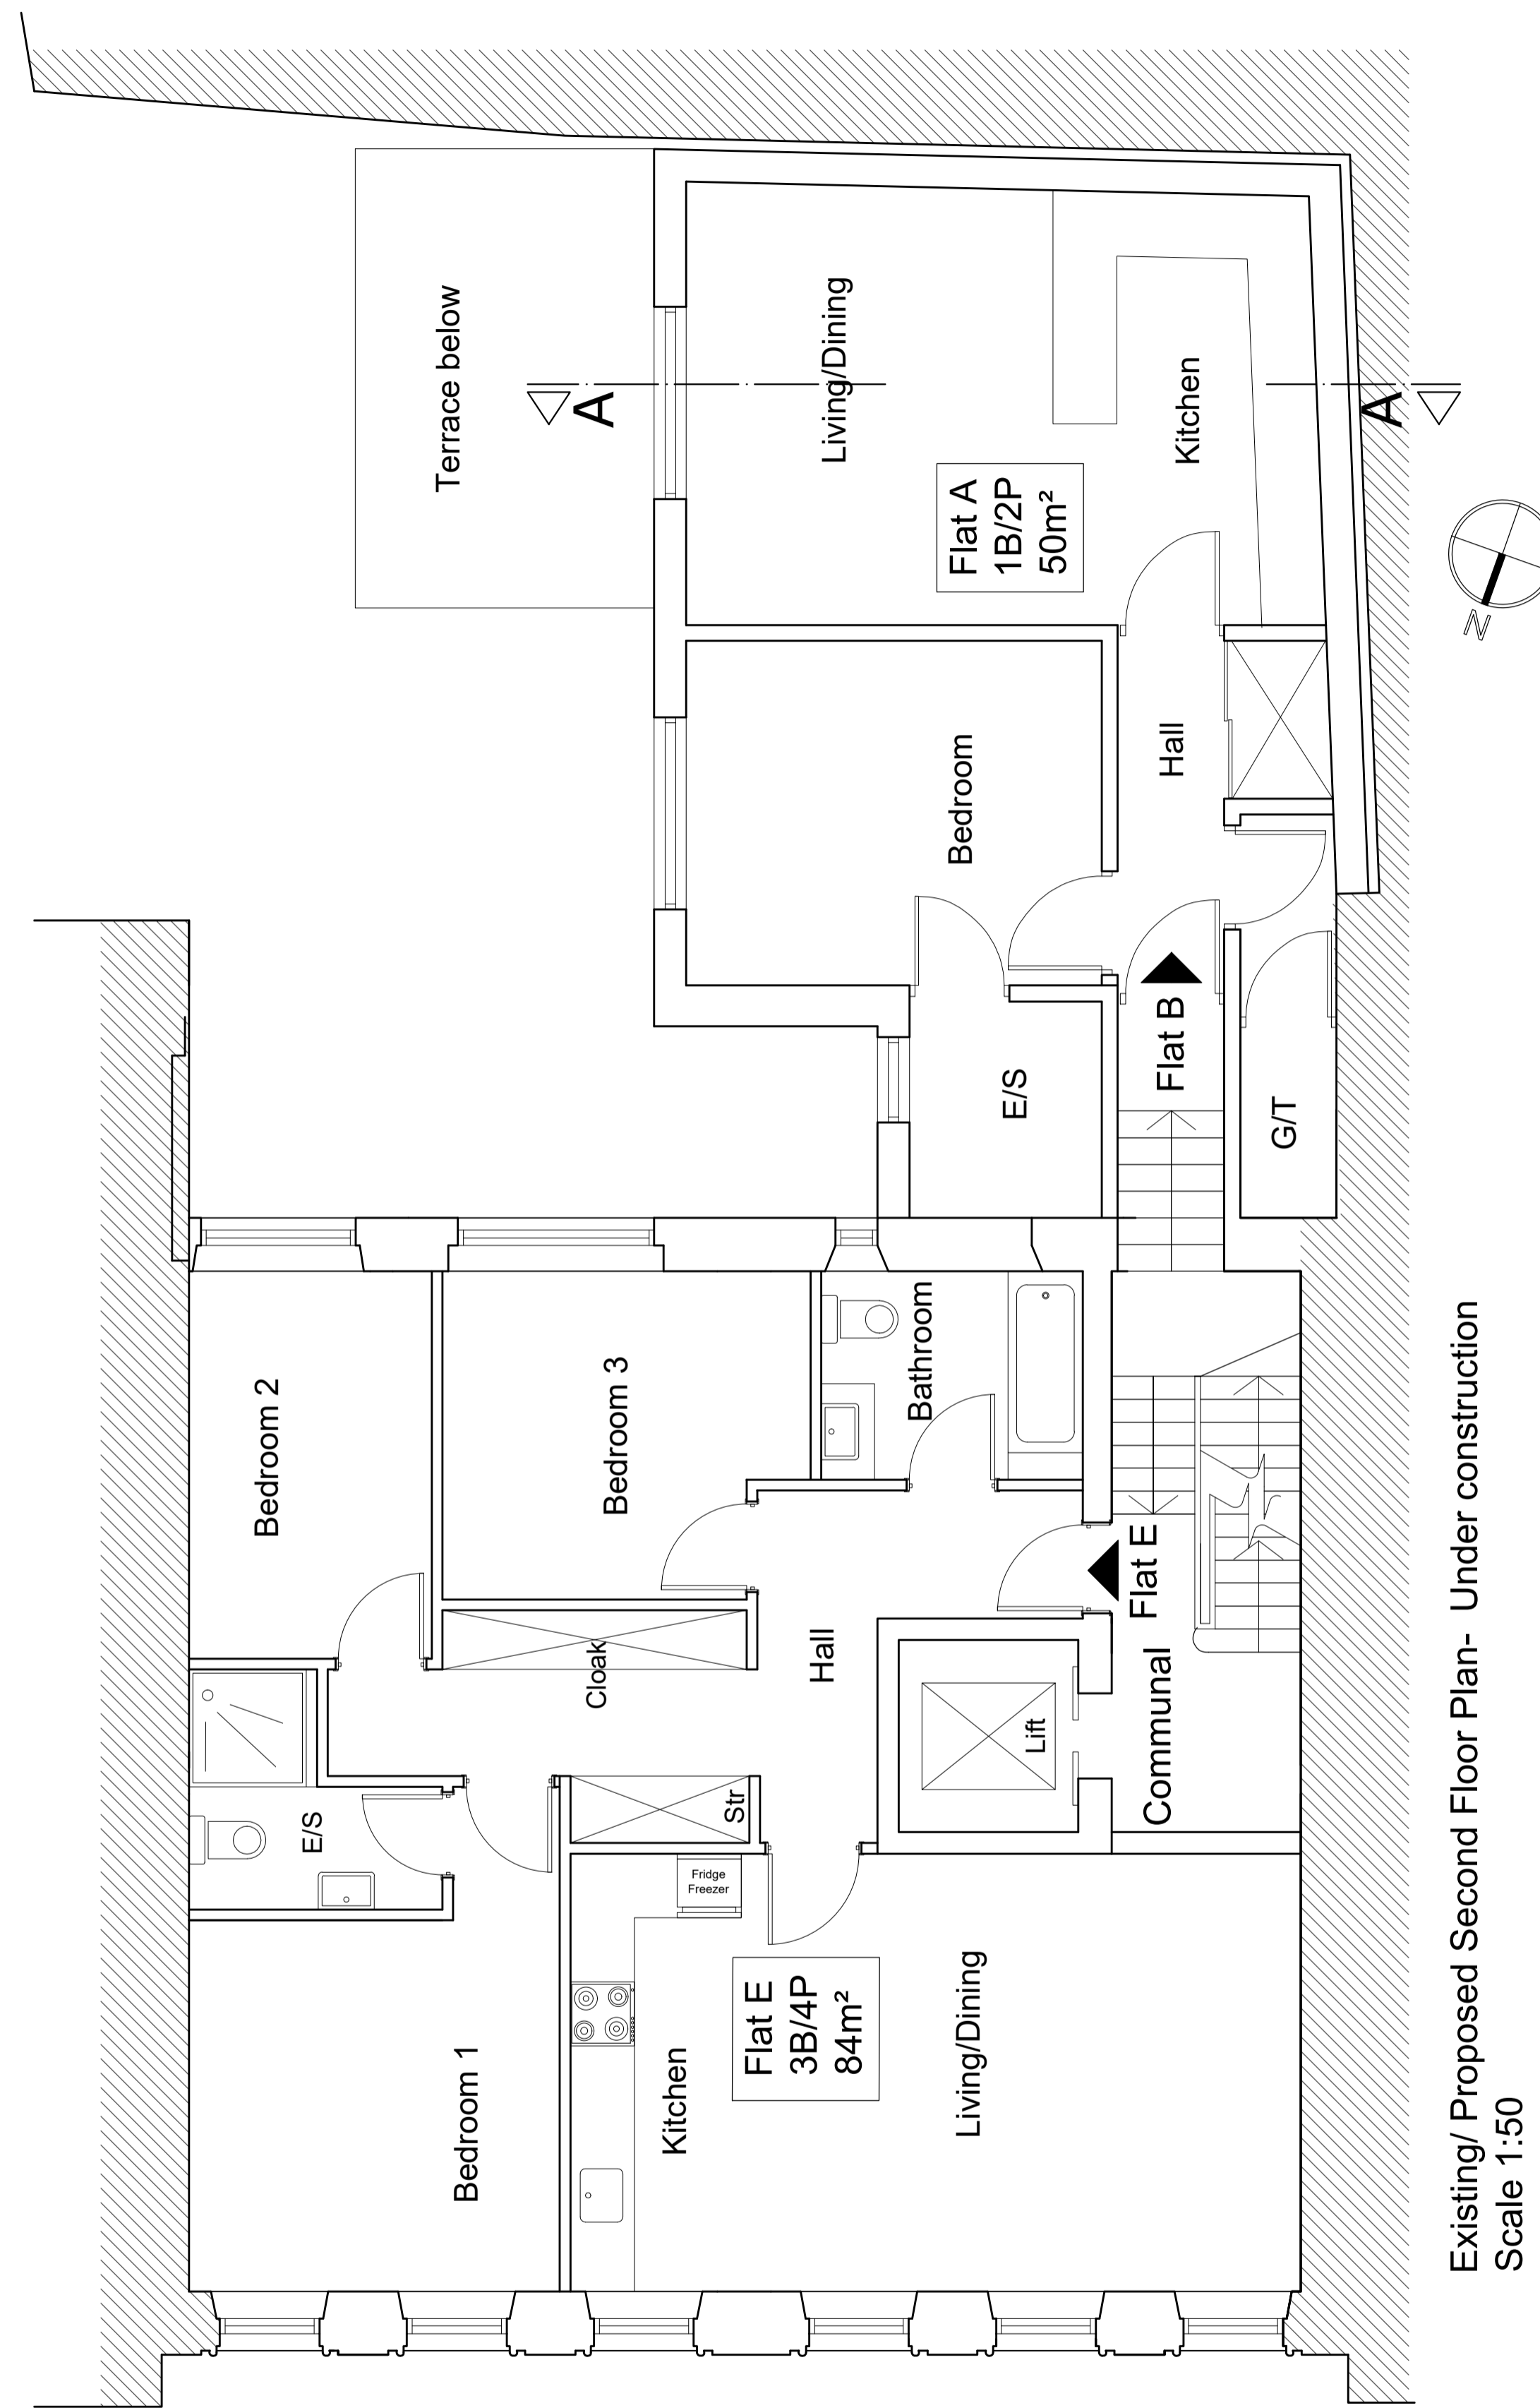 Bedroom 1
E/S
Bedroom 2
Bedroom 3
Cloak
Str
Fridge
Freezer
Kitchen
Flat E
3B/4P
84m²
Living/Dining
Hall
Bathroom
Lift
Communal
Flat E
E/S
Bedroom
Flat B
G/T
Hall
Terrace below
A
Living/Dining
Flat A
1B/2P
50m²
Kitchen
A
N
Existing/ Proposed Second Floor Plan- Under construction
Scale 1:50